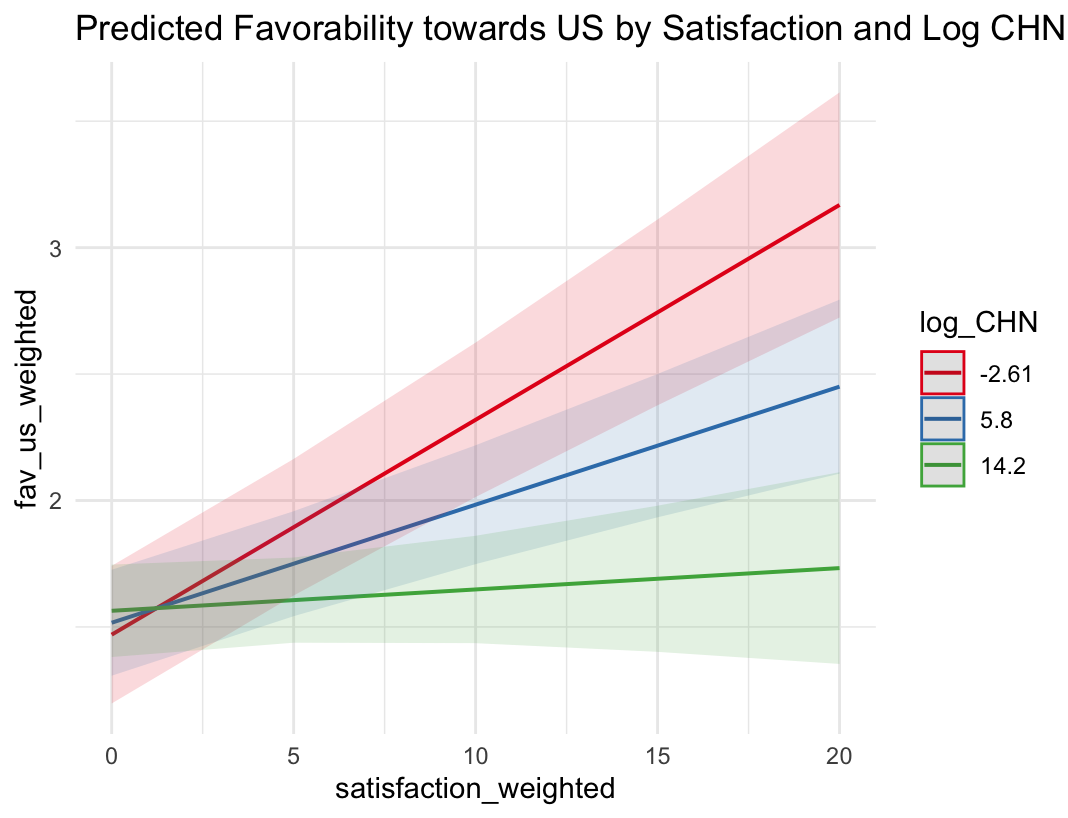 Predicted Favorability towards US by Satisfaction and Log CHN
fav_us_weighted
3
2
0
5
10
15
20
satisfaction_weighted
log_CHN
-2.61
5.8
14.2